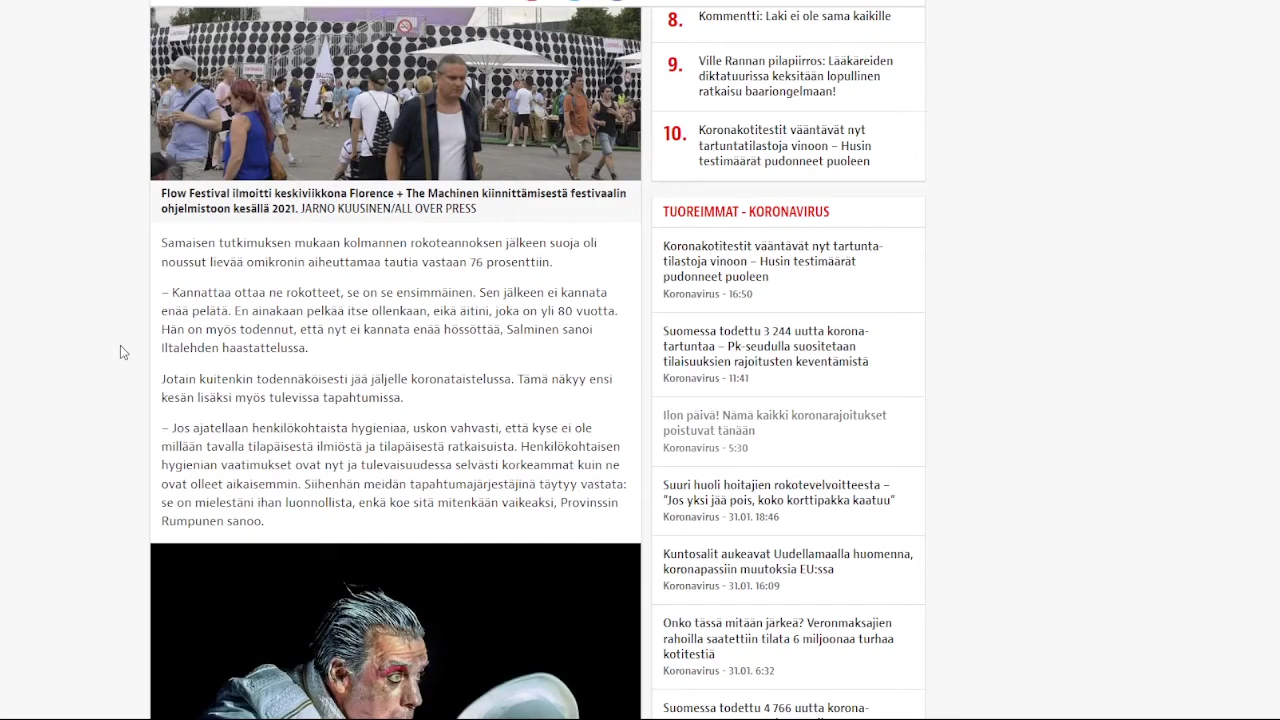 Flow Festival ilmoitti keskiviikkona Florence + The Machinen kiinnittämisestä festivaalin
ohjelmistoon kesällä 2021. JARNO KUUSINEN/ALL OVER PRESS
Samaisen tutkimuksen mukaan kolmannen rokoteannoksen jälkeen suoja oli
noussut lievää omikronin aiheuttamaa tautia vastaan 76 prosenttiin.
– Kannattaa ottaa ne rokotteet, se on se ensimmäinen. Sen jälkeen ei kannata
enää pelätä. En ainakaan pelkää itse ollenkaan, eikä äitini, joka on yli 80 vuotta.
Hän on myös todennut, että nyt ei kannata enää hössöttää, Salminen sanoi
Iltalehden haastattelussa.
Jotain kuitenkin todennäköisesti jää jäljelle koronataistelussa. Tämä näkyy ensi
kesän lisäksi myös tulevissa tapahtumissa.
– Jos ajatellaan henkilökohtaista hygieniaa, uskon vahvasti, että kyse ei ole
millään tavalla tilapäisestä ilmiöstä ja tilapäisestä ratkaisuista. Henkilökohtaisen
hygienian vaatimukset ovat nyt ja tulevaisuudessa selvästi korkeammat kuin ne
ovat olleet aikaisemmin. Siihenhän meidän tapahtumajärjestäjinä täytyy vastata:
se on mielestäni ihan luonnollista, enkä koe sitä mitenkään vaikeaksi, Provinssin
Rumpunen sanoo.
8. Kommentti: Laki ei ole sama kaikille
9. Ville Rannan pilapiirros: Lääkäreiden
diktatuurissa keksitään lopullinen
ratkaisu baariongelmaan!
10. Koronakotitestit vääntävät nyt
tartuntatilastoja vinoon – Husin
testimäärät pudonneet puoleen
TUOREIMMAT - KORONAVIRUS
Koronakotitestit vääntävät nyt tartunta-
tilastoja vinoon – Husin testimäärät
pudonneet puoleen
Koronavirus - 16:50
Suomessa todettu 3 244 uutta korona-
tartuntaa – Pk-seudulla suositetaan
tilaisuuksien rajoitusten keventämistä
Koronavirus - 11:41
Ilon päivä! Nämä kaikki koronarajoitukset
poistuvat tänään
Koronavirus - 5:30
Suuri huoli hoitajien rokotevelvoitteesta –
”Jos yksi jää pois, koko korttipakka kaatuu”
Koronavirus - 31.01. 18:46
Kuntosalit aukeavat Uudellamaalla huomenna,
koronapassiin muutoksia EU:ssa
Koronavirus - 31.01. 16:09
Onko tässä mitään järkeä? Veronmaksajien
rahoilla saatettiin tilata 6 miljoonaa turhaa
kotitestiä
Koronavirus - 31.01. 6:32
Suomessa todettu 4 766 uutta korona-